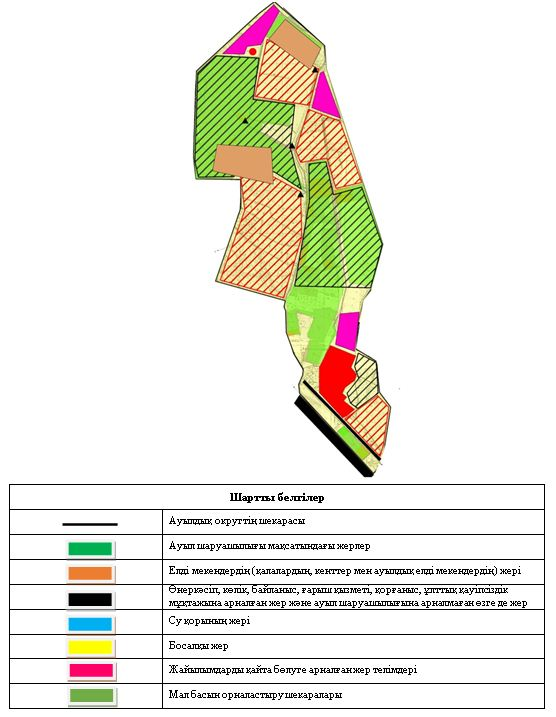 Шартты белгілер
Ауылдық округтің шекарасы
Ауыл шаруашылығы мақсатындағы жерлер
Елді мекендердің (қалалардың, кенттер мен ауылдық елді мекендердің) жері
Өнеркәсіп, көлік, байланыс, ғарыш қызметі, қорғаныс, ұлттық қауіпсіздік
мұқтажына арналған жер және ауыл шаруашылығына арналмаған өзге де жер
Су қорының жері
Босалқы жер
Жайылымдарды қайта бөлуге арналған жер телімдері
Мал басын орналастыру шекаралары